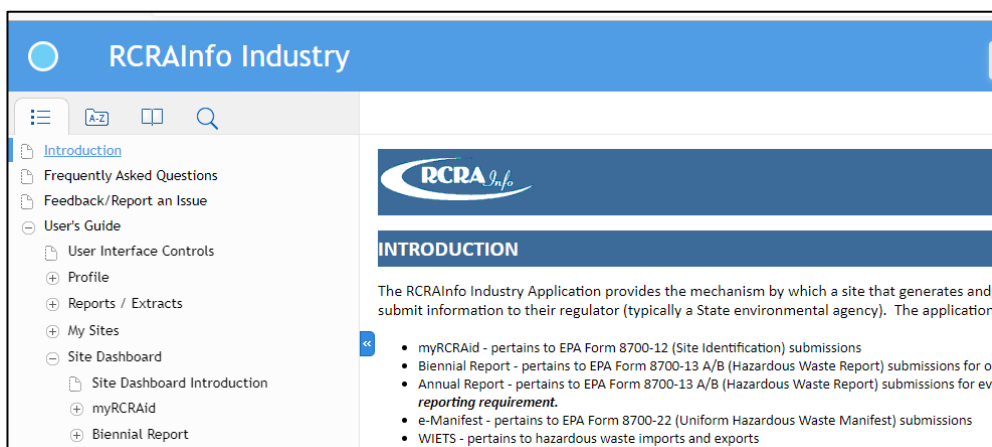 RCRAInfo Industry
A-Z
Introduction
Frequently Asked Questions
Feedback/Report an Issue
User's Guide
User Interface Controls
Profile
Reports / Extracts
My Sites
Site Dashboard
Site Dashboard Introduction
myRCRAid
Biennial Report
RCRAInfo
INTRODUCTION
The RCRAInfo Industry Application provides the mechanism by which a site that generates and
submit information to their regulator (typically a State environmental agency). The application
• myRCRAid - pertains to EPA Form 8700-12 (Site Identification) submissions
• Biennial Report - pertains to EPA Form 8700-13 A/B (Hazardous Waste Report) submissions for o
• Annual Report - pertains to EPA Form 8700-13 A/B (Hazardous Waste Report) submissions for ev
reporting requirement.
• e-Manifest - pertains to EPA Form 8700-22 (Uniform Hazardous Waste Manifest) submissions
• WIETS - pertains to hazardous waste imports and exports